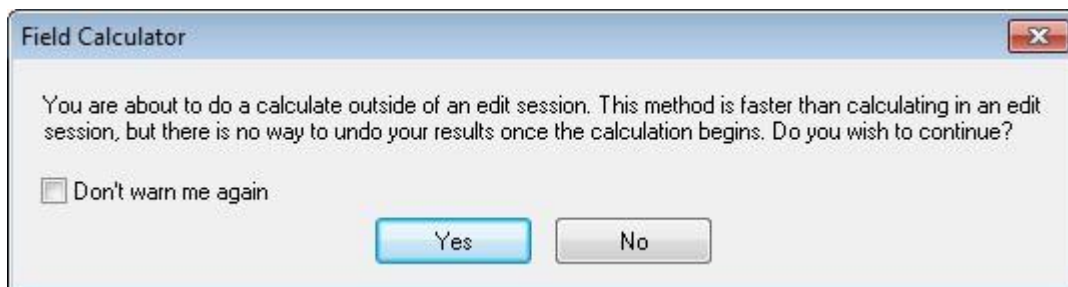 Field Calculator
You are about to do a calculate outside of an edit session. This method is faster than calculating in an edit
session, but there is no way to undo your results once the calculation begins. Do you wish to continue?
Don't warn me again
Yes
No